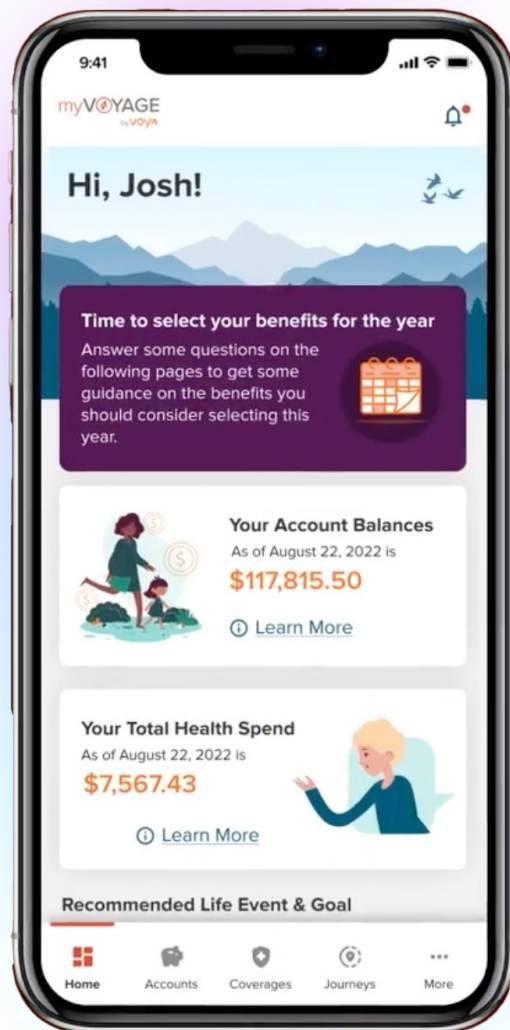 9:41
myVOYAGE
by VOYA
Hi, Josh!
Time to select your benefits for the year
Answer some questions on the
following pages to get some
guidance on the benefits you
should consider selecting this
year.
Your Account Balances
As of August 22, 2022 is
$117,815.50
Learn More
Your Total Health Spend
As of August 22, 2022 is
$7,567.43
Learn More
Recommended Life Event & Goal
Home Accounts Coverages Journeys More